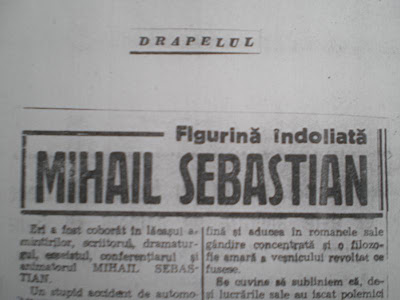 DRAPELUL
Figurină îndoliată
MIHAIL SEBASTIAN
Eri a fost coborât în lăcașul a-
mintirilor, scriitorul, dramatur-
gul, eseistul, conferențiarul și
animatorul MIHAIL SEBAS-
TIAN.
Un stupid accident de automo-
fină și adunea în romanele sale
gândire concentrată și o filozo-
fie amară a veșnicului revoltat ce
fusese.
Se cuvine să subliniem că, de-
și lucrările sale au făcut polemici